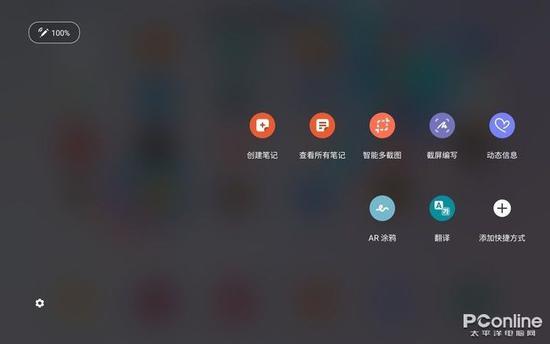 100%
创建笔记
查看所有笔记
智能多截图
截屏编写
动态信息
AR 涂鸦
翻译
添加快捷方式
PConline
太平洋电脑网